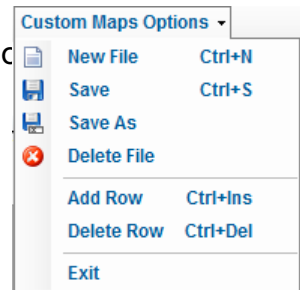 Custom Maps Options
New File Ctrl+N
Save Ctrl+S
Save As
Delete File
Add Row Ctrl+Ins
Delete Row Ctrl+Del
Exit